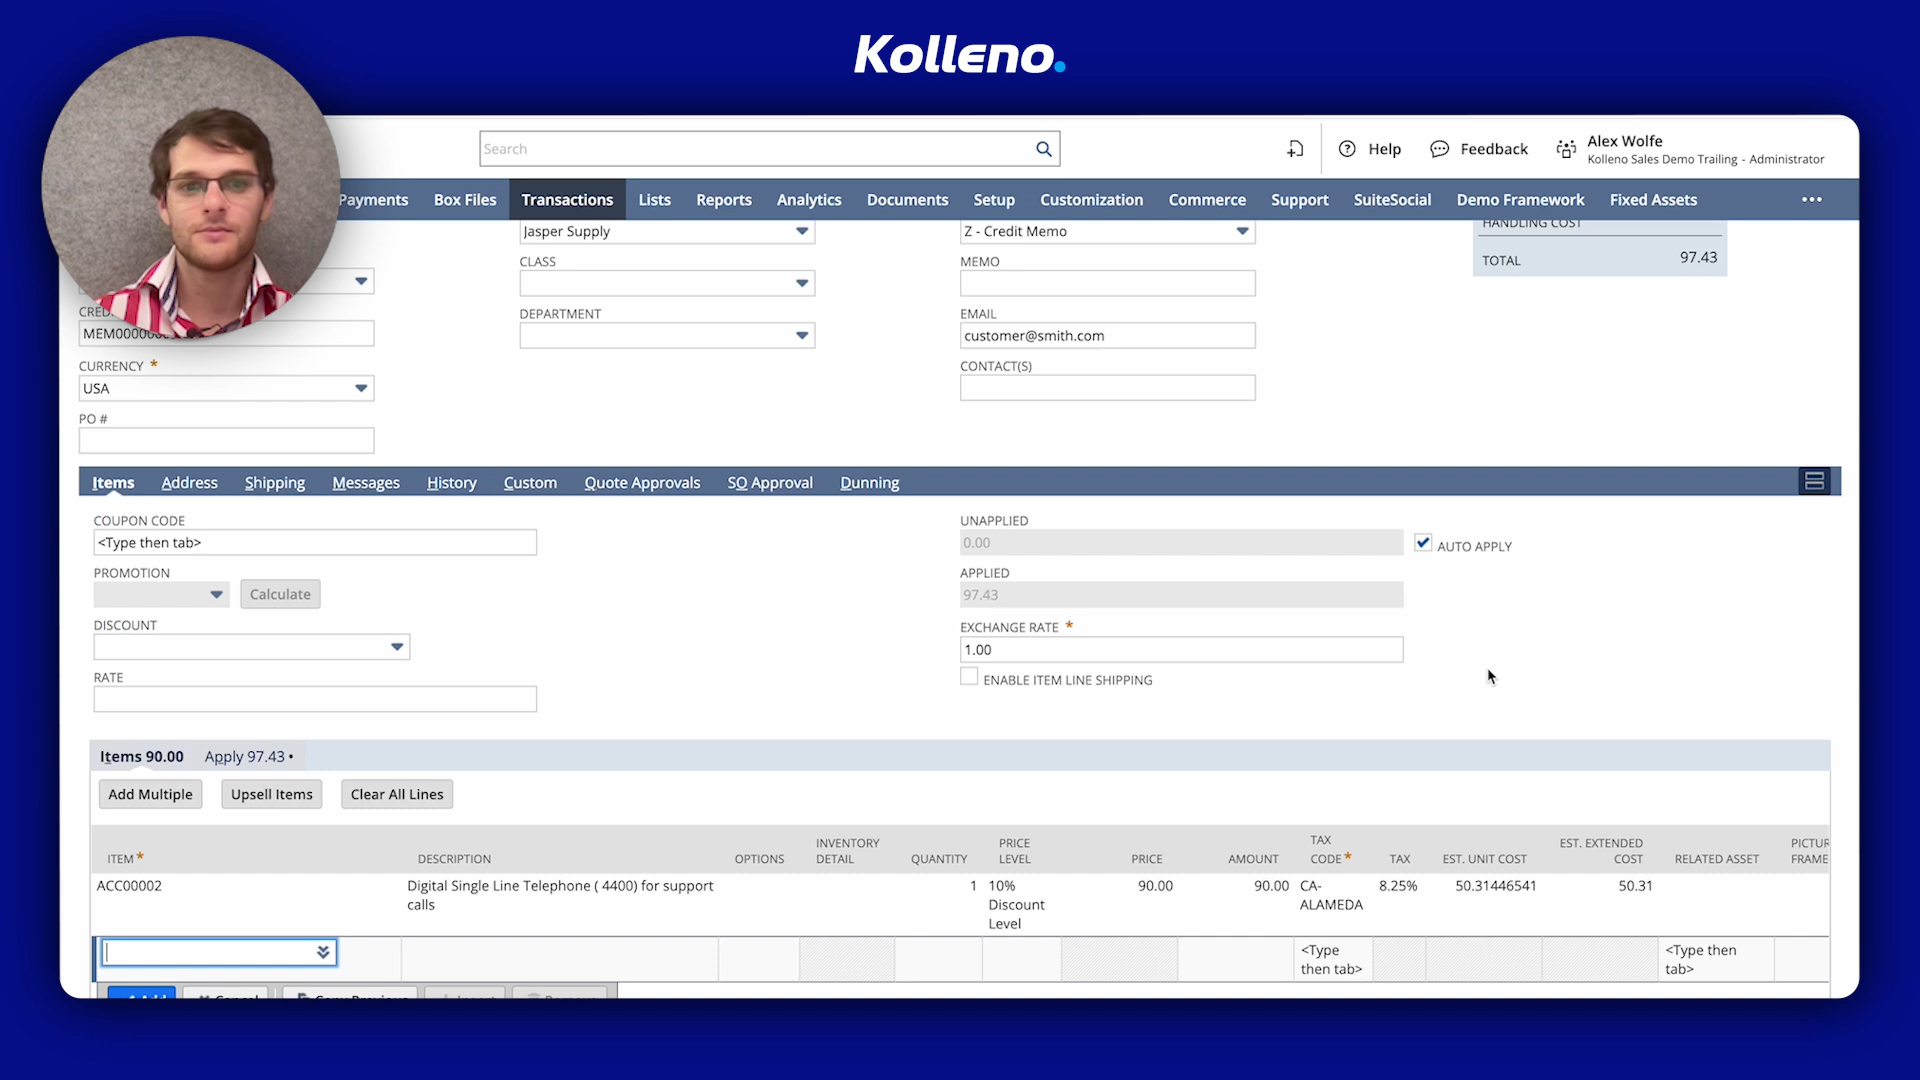 Kolleno.
Search
Help
Feedback
Alex Wolfe
Kolleno Sales Demo Trailing - Administrator
Payments
Box Files
Transactions
Lists
Reports
Analytics
Documents
Setup
Customization
Commerce
Support
SuiteSocial
Demo Framework
Fixed Assets
Jasper Supply
Z - Credit Memo
HANDLING COST
TOTAL 97.43
CLASS
MEMO
DEPARTMENT
EMAIL
customer@smith.com
CURRENCY *
USA
CONTACT(S)
PO #
Items
Address
Shipping
Messages
History
Custom
Quote Approvals
SO Approval
Dunning
COUPON CODE
<Type then tab>
PROMOTION
Calculate
DISCOUNT
RATE
UNAPPLIED
0.00
AUTO APPLY
APPLIED
97.43
EXCHANGE RATE *
1.00
ENABLE ITEM LINE SHIPPING
Items 90.00
Apply 97.43 •
Add Multiple
Upsell Items
Clear All Lines
ITEM *
DESCRIPTION
OPTIONS
INVENTORY
DETAIL
QUANTITY
PRICE
LEVEL
PRICE
AMOUNT
TAX
CODE *
TAX
EST. UNIT COST
EST. EXTENDED
COST
RELATED ASSET
ACC00002
Digital Single Line Telephone ( 4400) for support
calls
1
10%
Discount
Level
90.00
90.00
CA-
ALAMEDA
8.25%
50.31446541
50.31
<Type
then tab>
<Type then
tab>